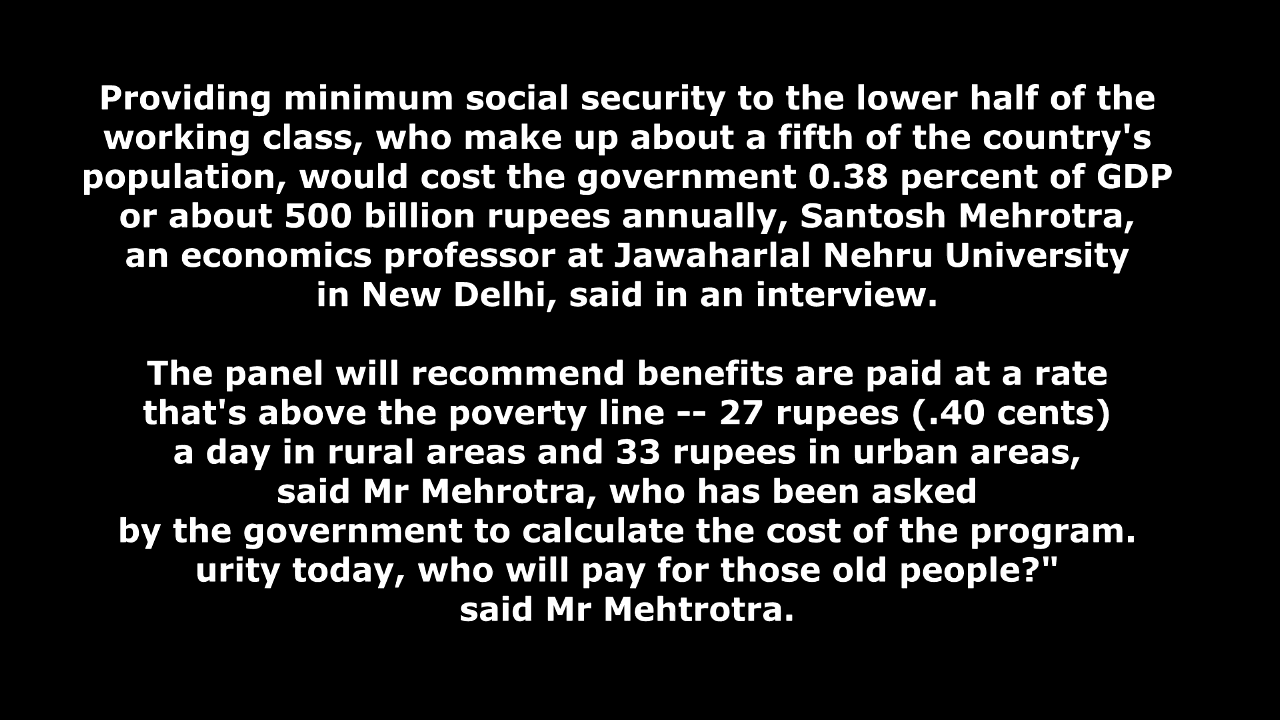 Providing minimum social security to the lower half of the
working class, who make up about a fifth of the country's
population, would cost the government 0.38 percent of GDP
or about 500 billion rupees annually, Santosh Mehrotra,
an economics professor at Jawaharlal Nehru University
in New Delhi, said in an interview.
The panel will recommend benefits are paid at a rate
that's above the poverty line -- 27 rupees (.40 cents)
a day in rural areas and 33 rupees in urban areas,
said Mr Mehrotra, who has been asked
by the government to calculate the cost of the program.
urity today, who will pay for those old people?"
said Mr Mehtrotra.